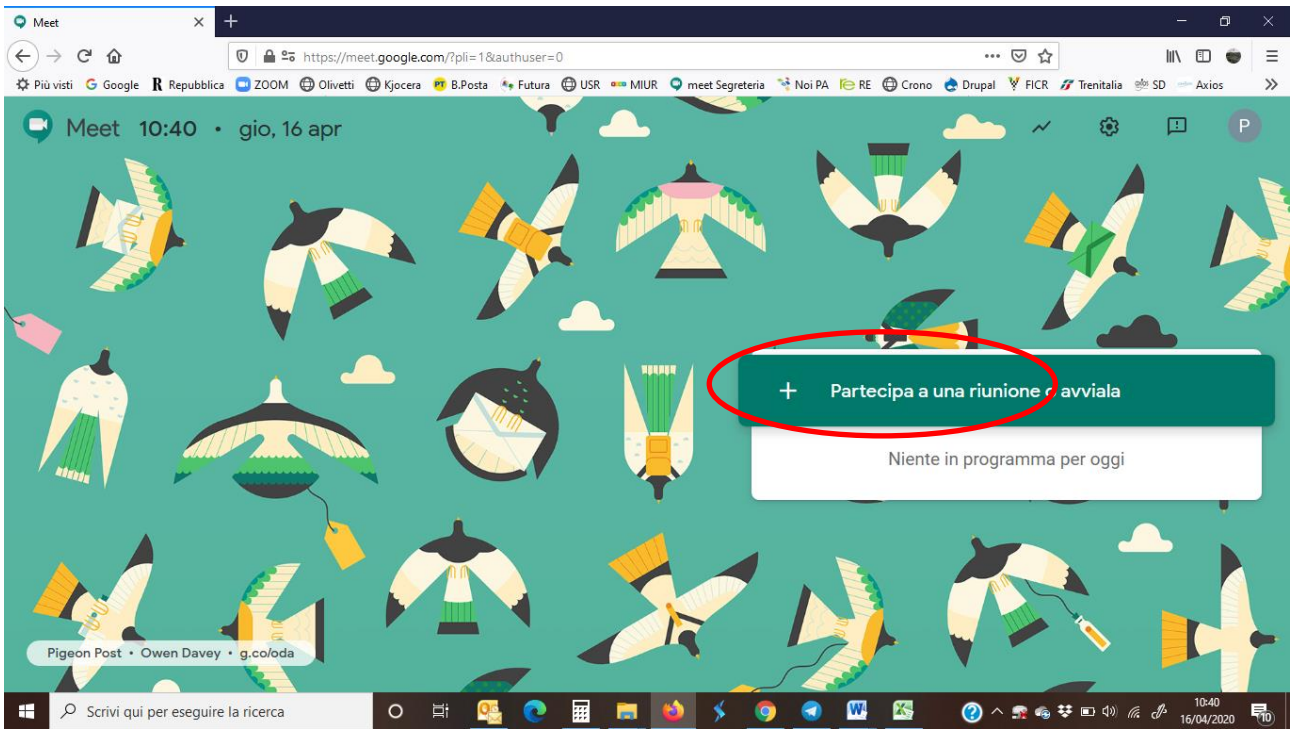 Meet
https://meet.google.com/?pli=1&authuser=0
Più visti Google Repubblica ZOOM Olivetti Kjocera B.Posta Futura USR MIUR meet Segreteria Noi PA RE Crono Drupal FICR Trenitalia SD Axios
Meet 10:40 • gio, 16 apr
P
+ Partecipa a una riunione o avviala
Niente in programma per oggi
Pigeon Post • Owen Davey • g.co/oda
Scrivi qui per eseguire la ricerca
10:40
16/04/2020
10